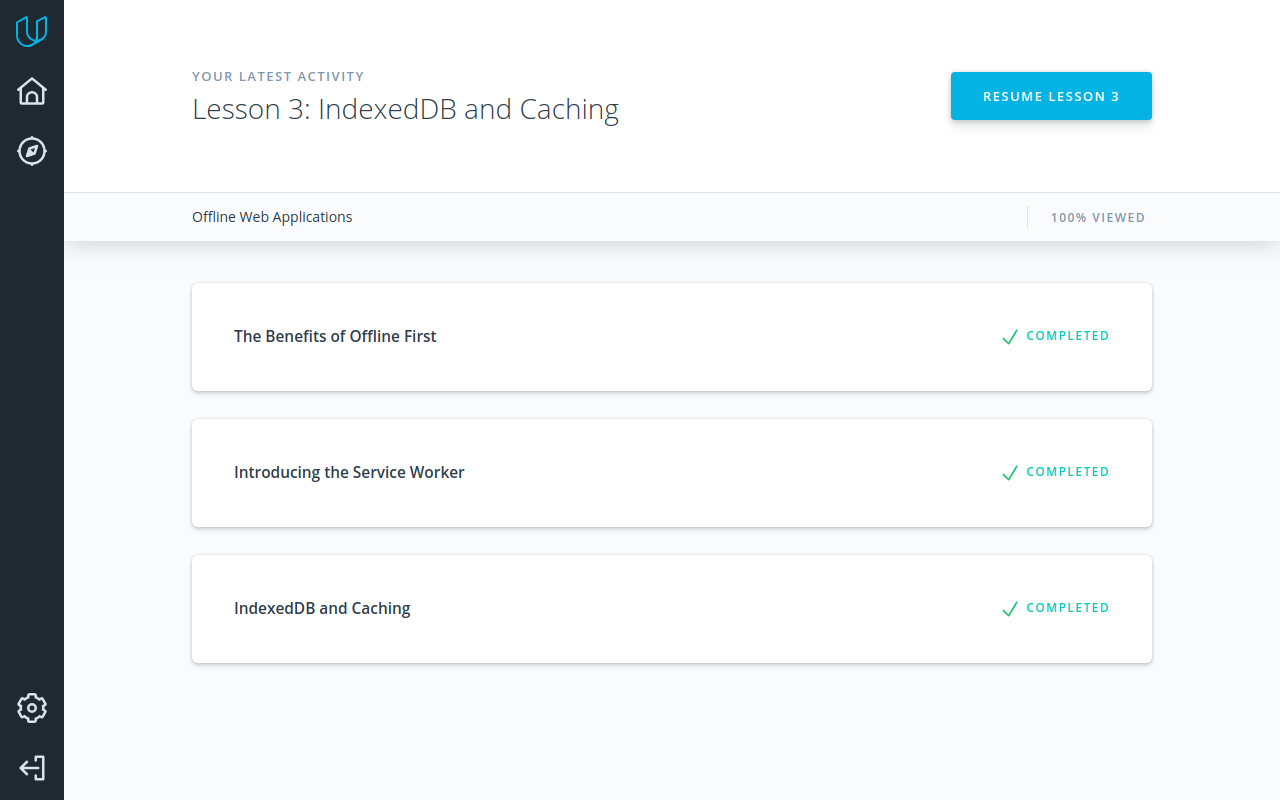 YOUR LATEST ACTIVITY
Lesson 3: IndexedDB and Caching
RESUME LESSON 3
Offline Web Applications
100% VIEWED
The Benefits of Offline First
COMPLETED
Introducing the Service Worker
COMPLETED
IndexedDB and Caching
COMPLETED